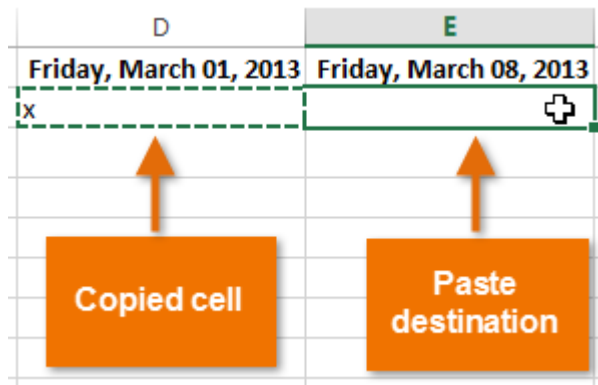 D E
Friday, March 01, 2013 Friday, March 08, 2013
x
Copied cell
Paste
destination